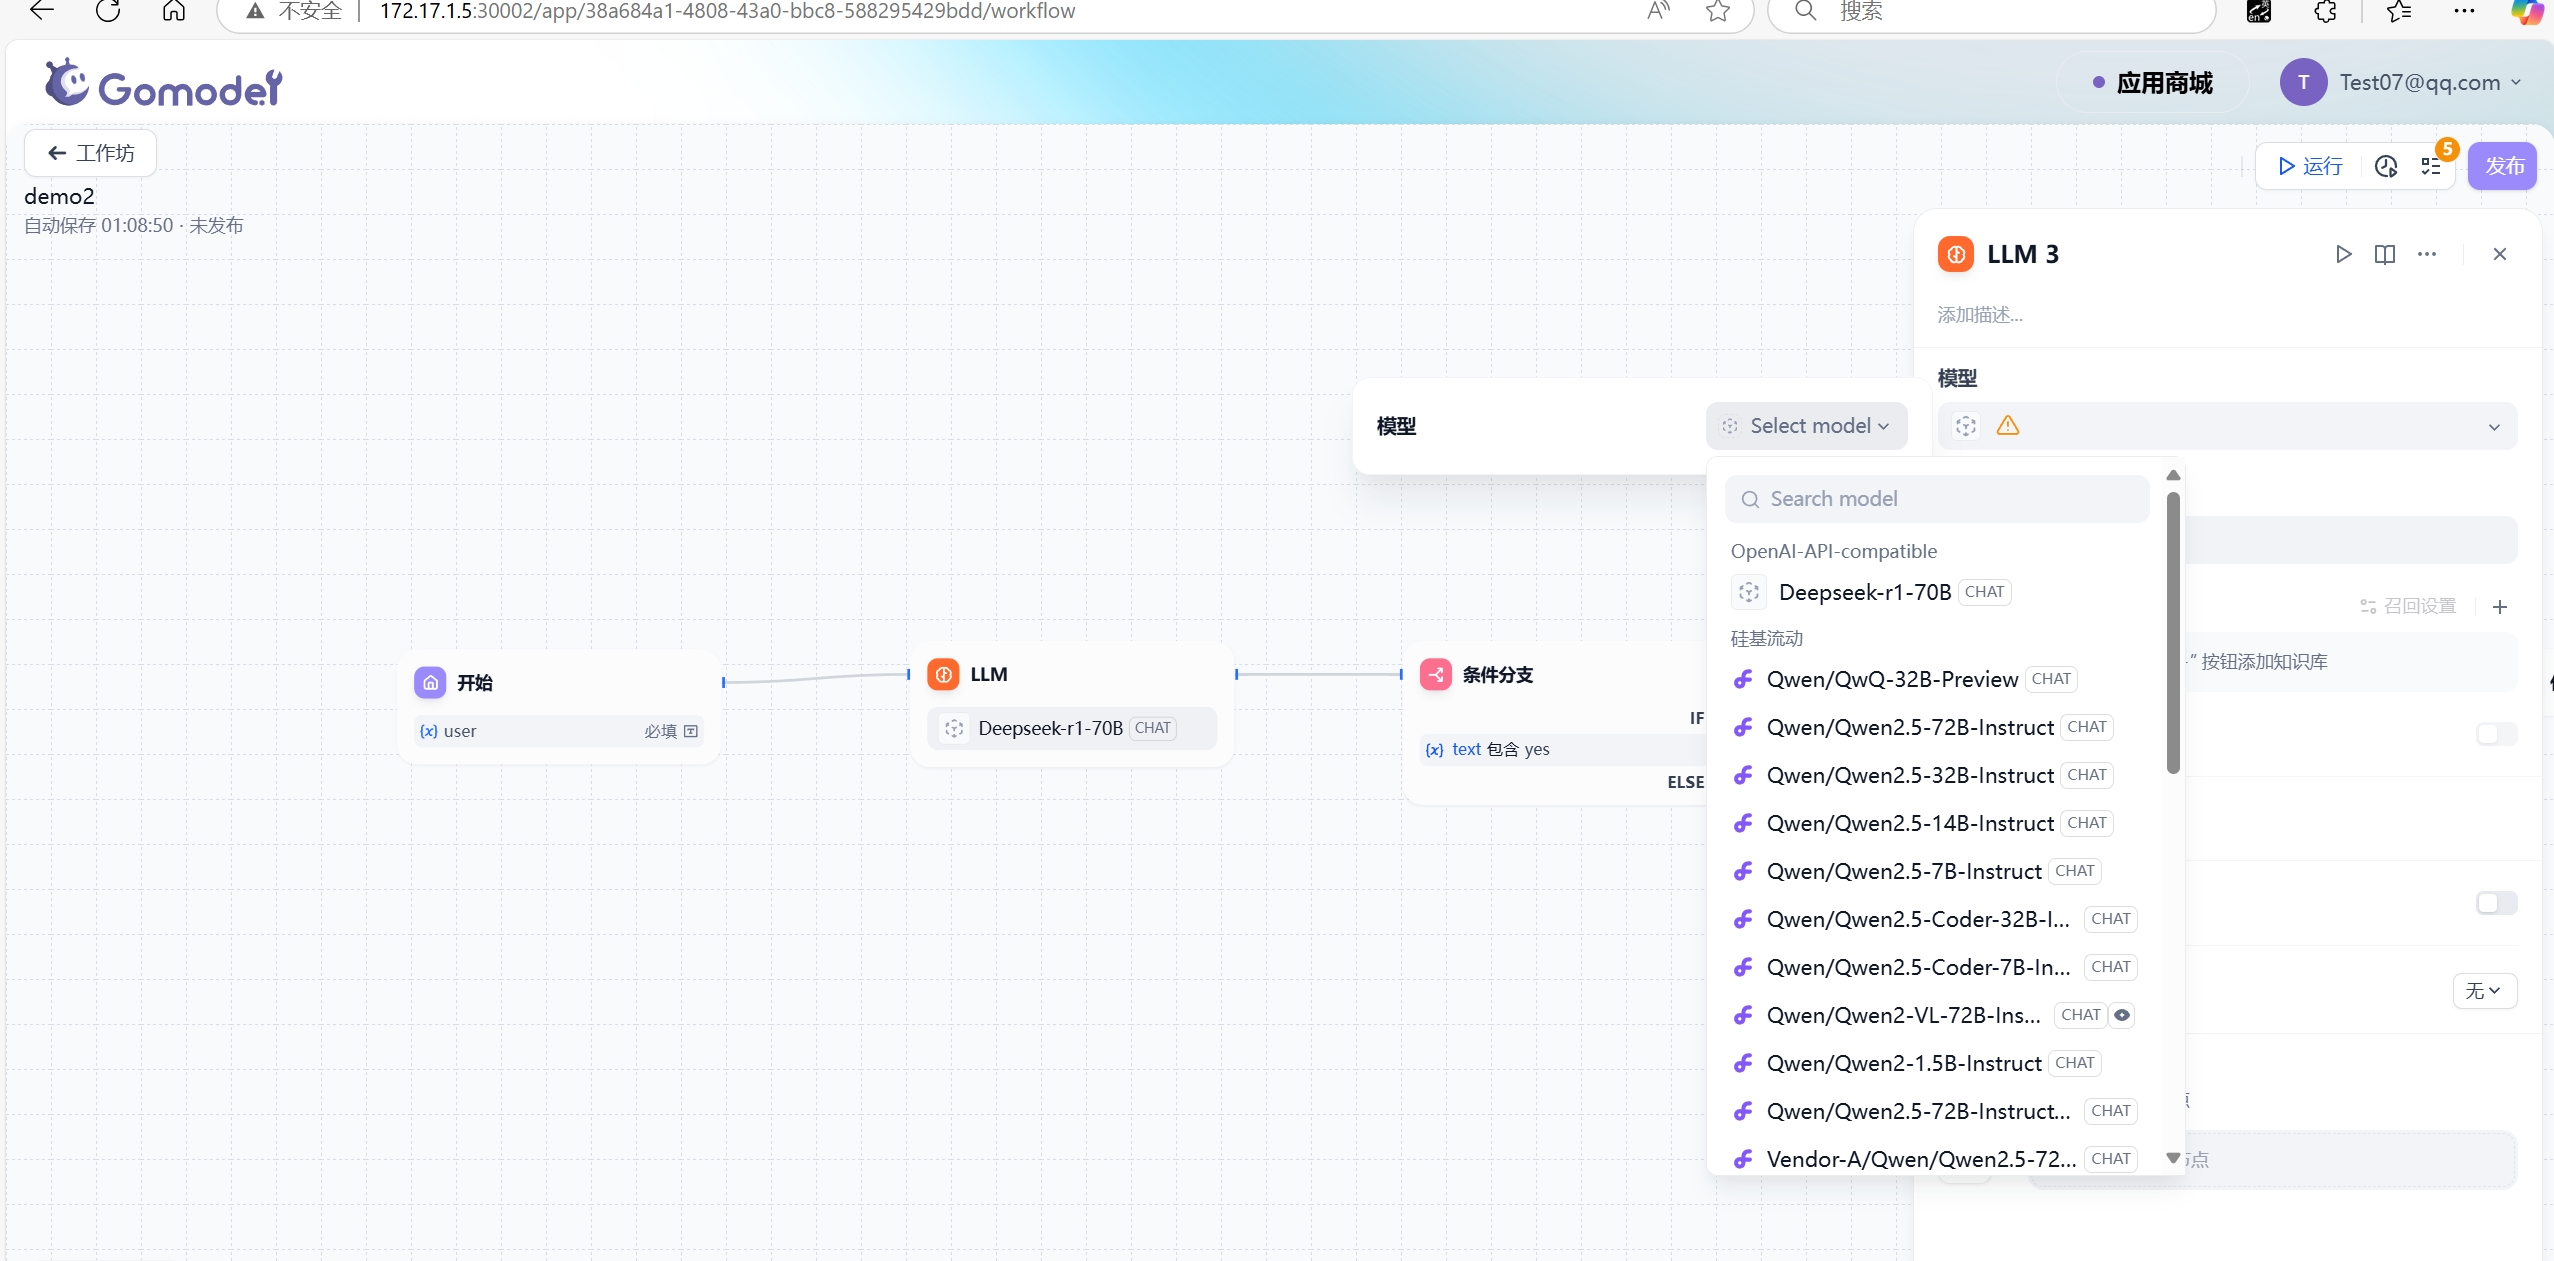 不安全
172.17.1.5:30002/app/38a684a1-4808-43a0-bbc8-588295429bdd/workflow
搜索
Gomodel
应用商城
T
Test07@qq.com
工作坊
demo2
自动保存 01:08:50 · 未发布
运行
5
发布
LLM 3
添加描述...
模型
模型
Select model
Search model
OpenAI-API-compatible
Deepseek-r1-70B CHAT
硅基流动
Qwen/QwQ-32B-Preview CHAT
Qwen/Qwen2.5-72B-Instruct CHAT
Qwen/Qwen2.5-32B-Instruct CHAT
Qwen/Qwen2.5-14B-Instruct CHAT
Qwen/Qwen2.5-7B-Instruct CHAT
Qwen/Qwen2.5-Coder-32B-I... CHAT
Qwen/Qwen2.5-Coder-7B-In... CHAT
Qwen/Qwen2-VL-72B-Ins... CHAT
Qwen/Qwen2-1.5B-Instruct CHAT
Qwen/Qwen2.5-72B-Instruct... CHAT
Vendor-A/Qwen/Qwen2.5-72... CHAT
召回设置
” 按钮添加知识库
无
点
开始
{x} user 必填
LLM
Deepseek-r1-70B CHAT
条件分支
IF
{x} text 包含 yes
ELSE